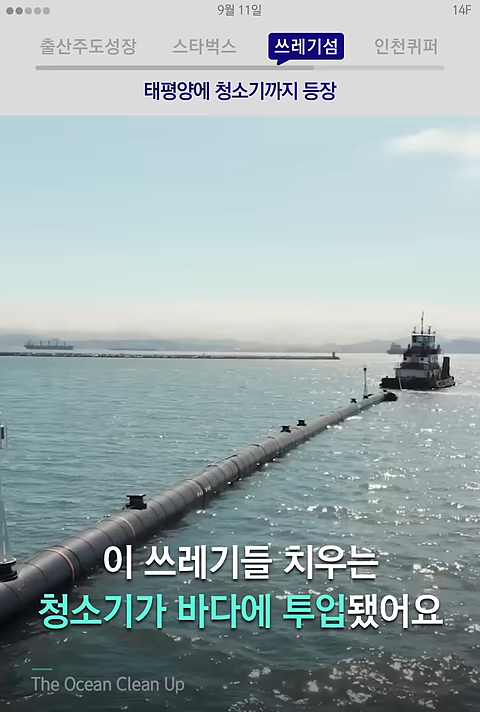 9월 11일
14F
출산주도성장 스타벅스 쓰레기섬 인천퀴퍼
태평양에 청소기까지 등장
이 쓰레기들 치우는
청소기가 바다에 투입됐어요
The Ocean Clean Up